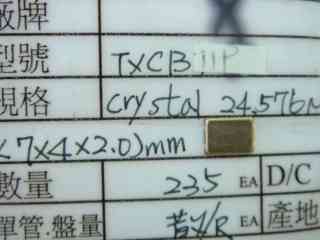 廠牌
型號 TXCB
規格 Crystal 24.576M
7x4x2.0)mm
數量 235 EA D/C
單管.盤量 EA 產地